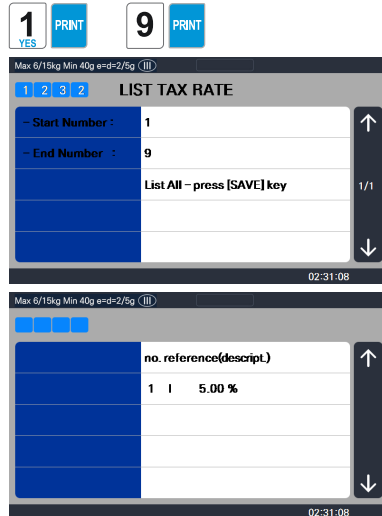 1 PRINT 9 PRINT
YES
Max 6/15kg Min 40g e=d=2/5g III
1 2 3 2 LIST TAX RATE
- Start Number : 1
- End Number : 9
List All - press [SAVE] key
1/1
02:31:08
Max 6/15kg Min 40g e=d=2/5g III
no. reference(descript.)
1 I 5.00 %
02:31:08